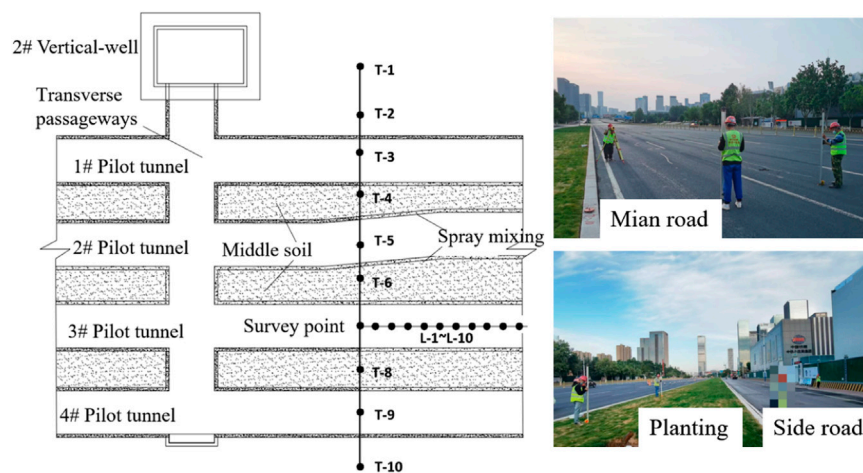 2# Vertical-well
Transverse
passageways
1# Pilot tunnel
2# Pilot tunnel
3# Pilot tunnel
4# Pilot tunnel
Middle soil
Spray mixing
Survey point
T-1
T-2
T-3
T-4
T-5
T-6
L-1~L-10
T-8
T-9
T-10
Mian road
Planting
Side road